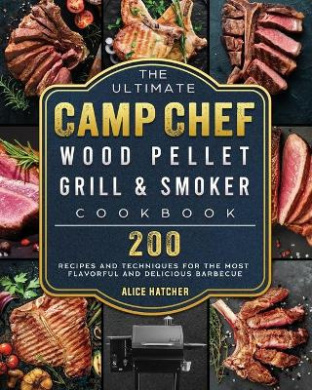 THE
ULTIMATE
CAMP CHEF
WOOD PELLET
GRILL & SMOKER
COOKBOOK
200
RECIPES AND TECHNIQUES FOR THE MOST
FLAVORFUL AND DELICIOUS BARBECUE
ALICE HATCHER